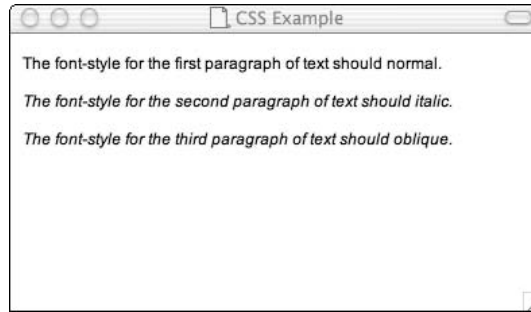 CSS Example
The font-style for the first paragraph of text should normal.
The font-style for the second paragraph of text should italic.
The font-style for the third paragraph of text should oblique.